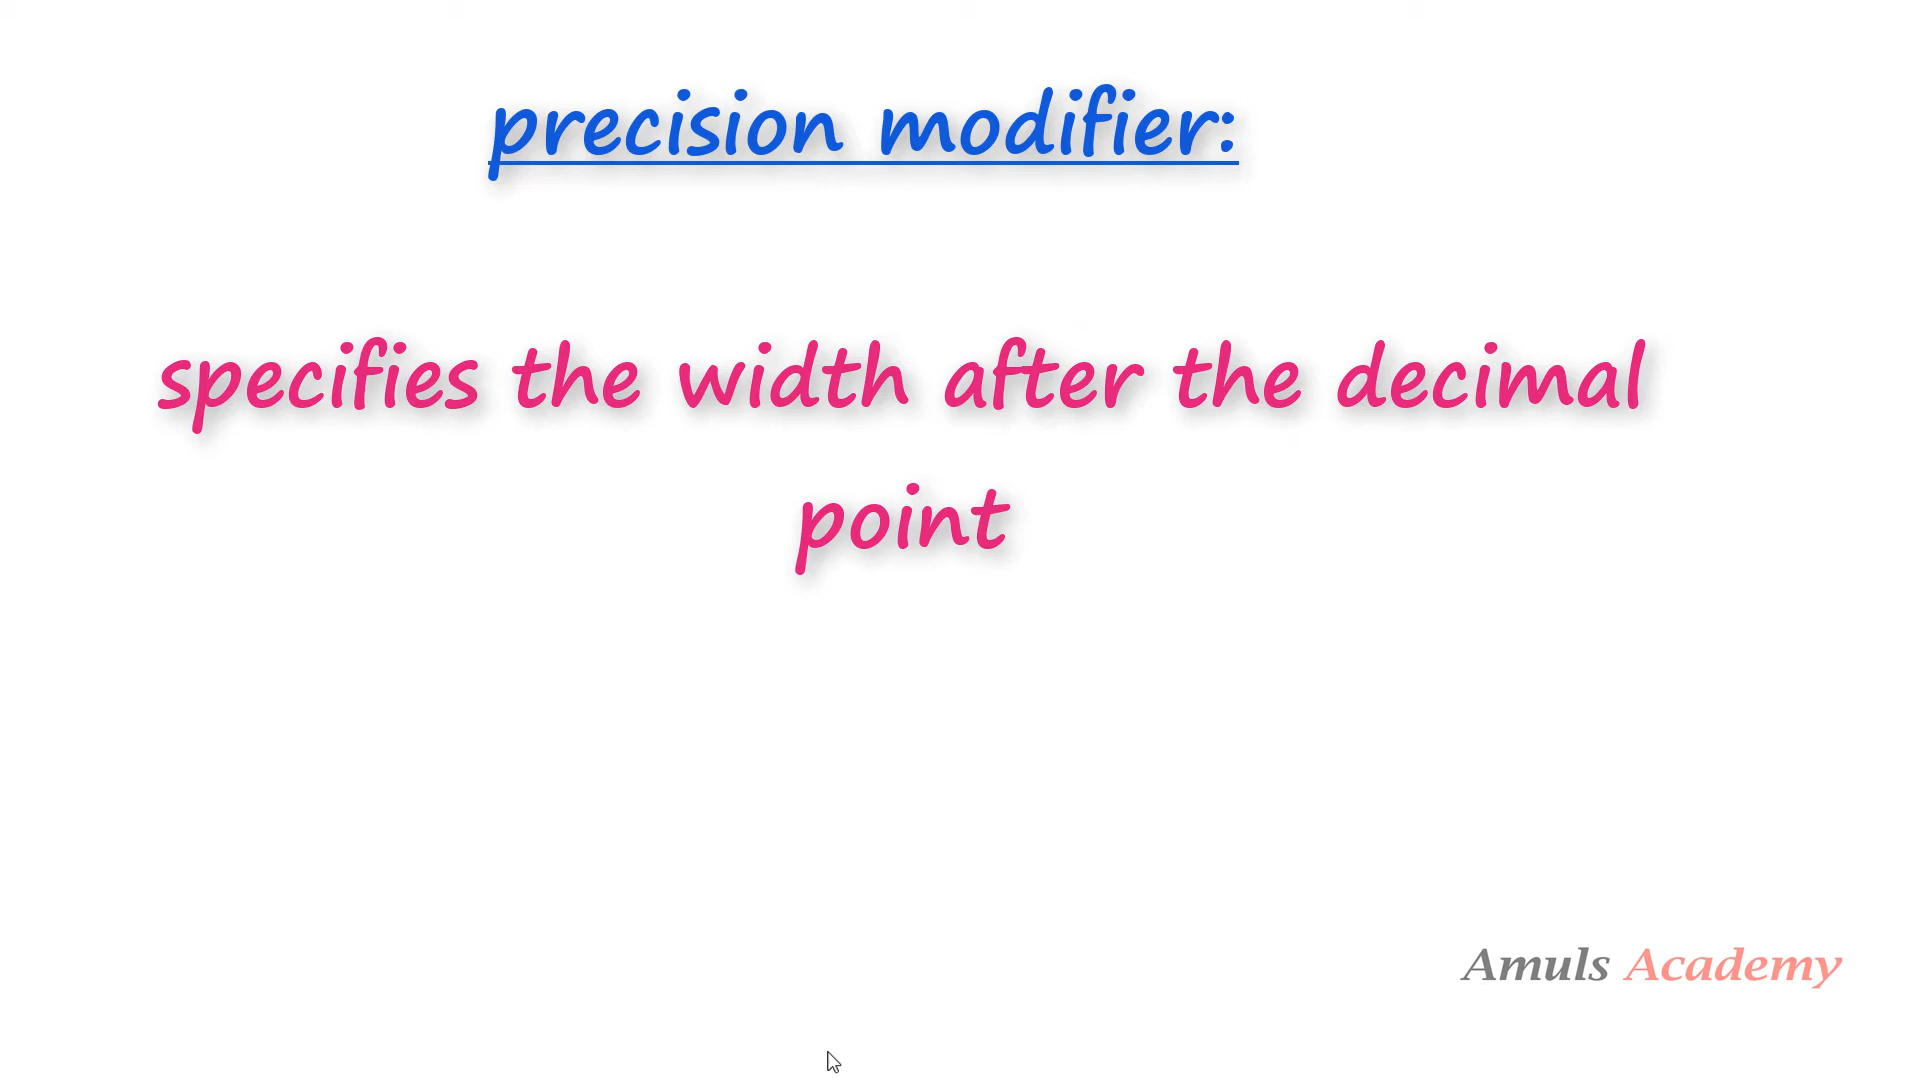 precision modifier:
specifies the width after the decimal
point
Amuls Academy